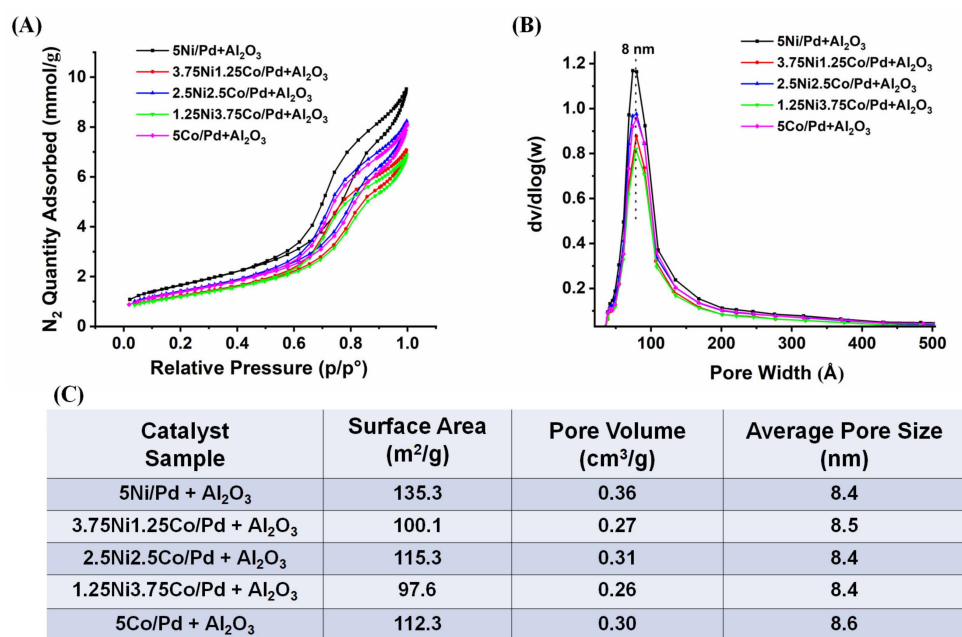 (A)
5Ni/Pd+Al₂O₃
3.75Ni1.25Co/Pd+Al₂O₃
2.5Ni2.5Co/Pd+Al₂O₃
1.25Ni3.75Co/Pd+Al₂O₃
5Co/Pd+Al₂O₃
N₂ Quantity Adsorbed (mmol/g)
10
8
6
4
2
0
0.0 0.2 0.4 0.6 0.8 1.0
Relative Pressure (p/p°)
(B)
8 nm
5Ni/Pd+Al₂O₃
3.75Ni1.25Co/Pd+Al₂O₃
2.5Ni2.5Co/Pd+Al₂O₃
1.25Ni3.75Co/Pd+Al₂O₃
5Co/Pd+Al₂O₃
dv/dlog(w)
1.2
1.0
0.8
0.6
0.4
0.2
100 200 300 400 500
Pore Width (Å)
(C)
Catalyst Surface Area Pore Volume Average Pore Size
Sample (m²/g) (cm³/g) (nm)
5Ni/Pd + Al₂O₃ 135.3 0.36 8.4
3.75Ni1.25Co/Pd + Al₂O₃ 100.1 0.27 8.5
2.5Ni2.5Co/Pd + Al₂O₃ 115.3 0.31 8.4
1.25Ni3.75Co/Pd + Al₂O₃ 97.6 0.26 8.4
5Co/Pd + Al₂O₃ 112.3 0.30 8.6